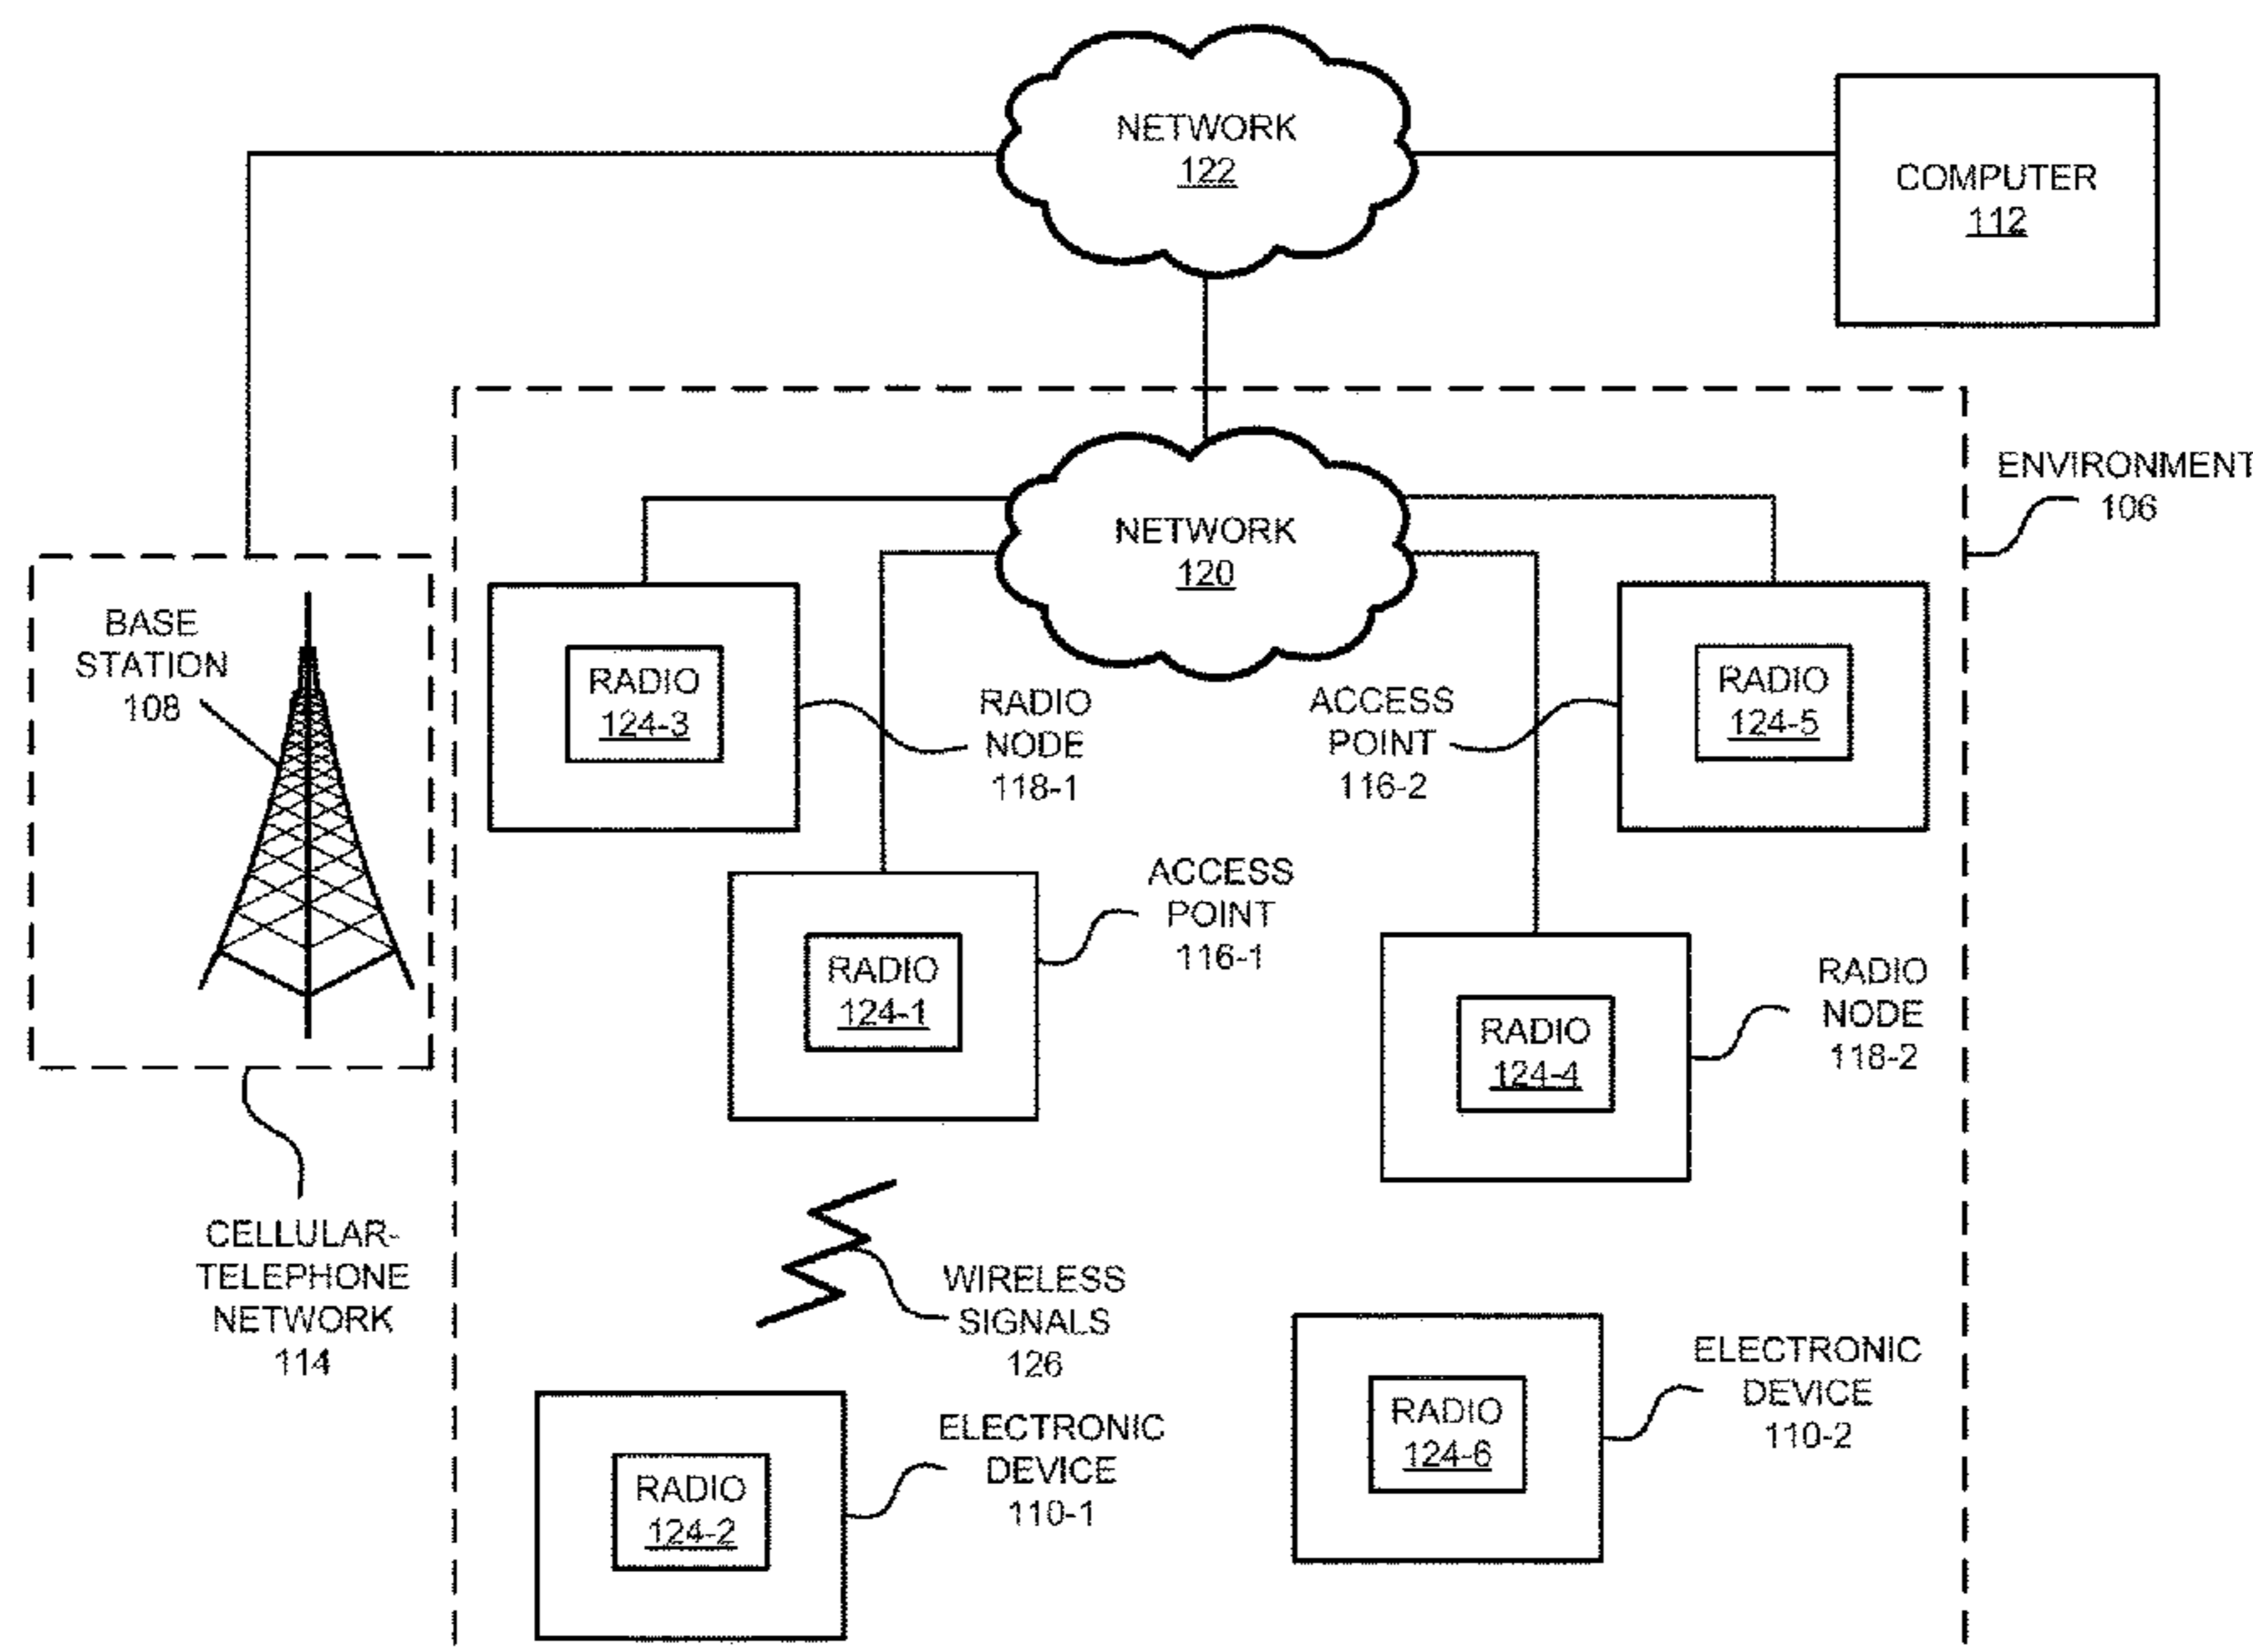 NETWORK
122
COMPUTER
112
ENVIRONMENT
106
NETWORK
120
BASE
STATION
108
RADIO
124-3
RADIO
NODE
118-1
ACCESS
POINT
116-2
RADIO
124-5
ACCESS
POINT
116-1
RADIO
124-1
RADIO
NODE
118-2
RADIO
124-4
CELLULAR-
TELEPHONE
NETWORK
114
WIRELESS
SIGNALS
126
ELECTRONIC
DEVICE
110-2
RADIO
124-6
ELECTRONIC
DEVICE
110-1
RADIO
124-2